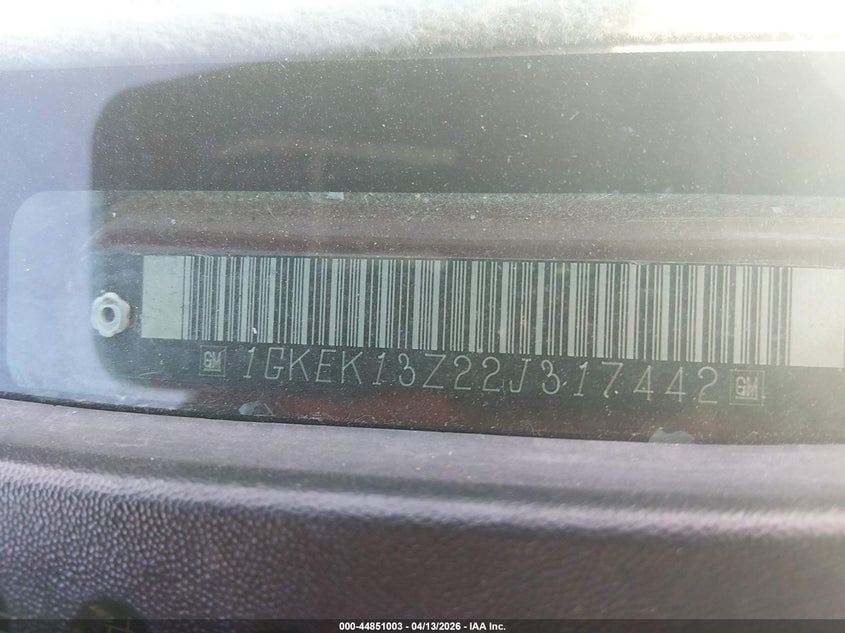 GM 1GKEK13Z22J317442 GM
000-44851003 - 04/13/2026 - IAA Inc.